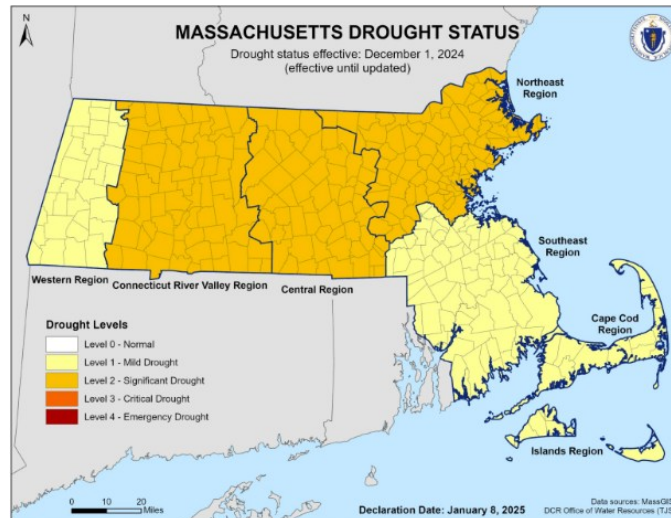 N
MASSACHUSETTS DROUGHT STATUS
Drought status effective: December 1, 2024
(effective until updated)
Northeast
Region
Southeast
Region
Western Region
Connecticut River Valley Region
Central Region
Cape Cod
Region
Drought Levels
Level 0 - Normal
Level 1 - Mild Drought
Level 2 - Significant Drought
Level 3 - Critical Drought
Level 4 - Emergency Drought
Islands Region
0 10 20
Miles
Declaration Date: January 8, 2025
Data sources: MassGIS
DCR Office of Water Resources (TJS